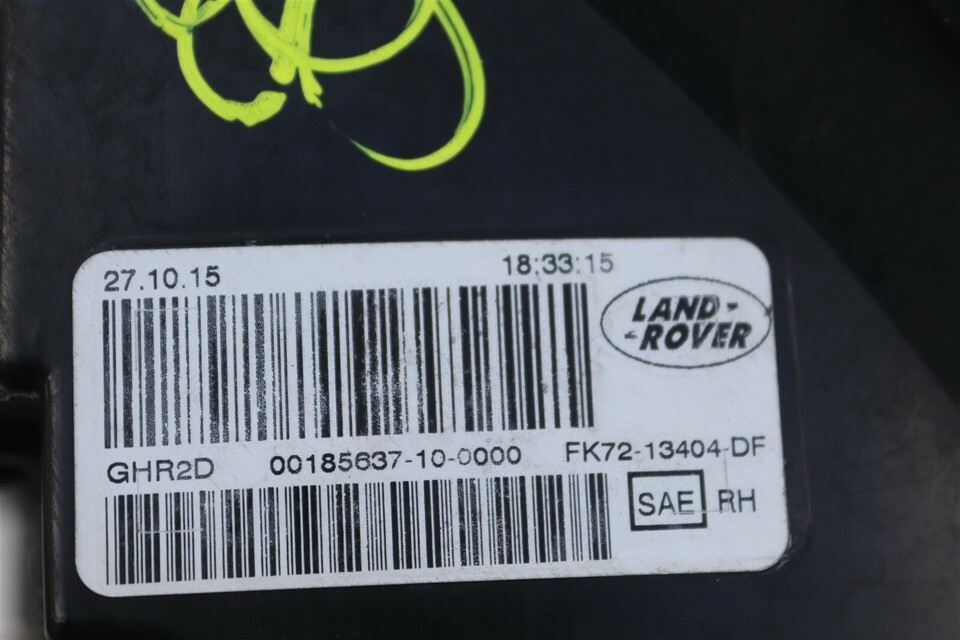 27.10.15 18:33:15
LAND-
-ROVER
GHR2D 00185637-10-0000 FK72-13404-DF
SAE RH